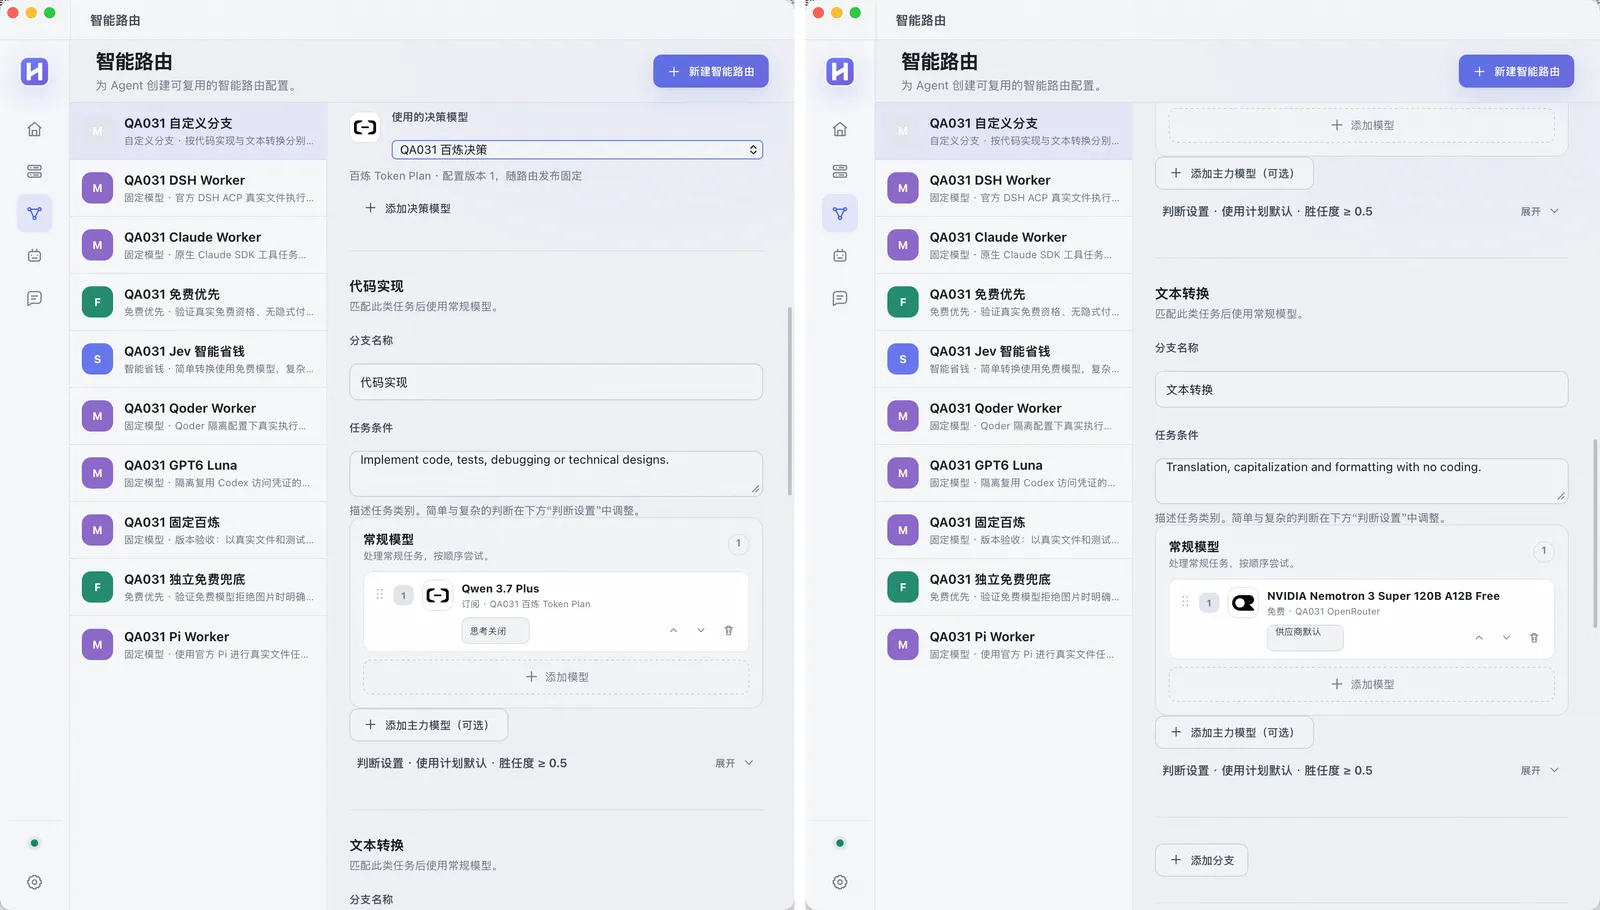 智能路由
智能路由
为 Agent 创建可复用的智能路由配置。
新建智能路由
M
QA031 自定义分支
自定义分支 · 按代码实现与文本转换分别...
M
QA031 DSH Worker
固定模型 · 官方 DSH ACP 真实文件执行...
M
QA031 Claude Worker
固定模型 · 原生 Claude SDK 工具任务...
F
QA031 免费优先
免费优先 · 验证真实免费资格、无隐式付...
S
QA031 Jev 智能省钱
智能省钱 · 简单转换使用免费模型，复杂...
M
QA031 Qoder Worker
固定模型 · Qoder 隔离配置下真实执行...
M
QA031 GPT6 Luna
固定模型 · 隔离复用 Codex 访问凭证的...
M
QA031 固定百炼
固定模型 · 版本验收：以真实文件和测试...
F
QA031 独立免费兜底
免费优先 · 验证免费模型拒绝图片时明确...
M
QA031 Pi Worker
固定模型 · 使用官方 Pi 进行真实文件任...
使用的决策模型
QA031 百炼决策
百炼 Token Plan · 配置版本 1，随路由发布固定
添加决策模型
代码实现
匹配此类任务后使用常规模型。
分支名称
代码实现
任务条件
Implement code, tests, debugging or technical designs.
描述任务类别。简单与复杂的判断在下方“判断设置”中调整。
常规模型
1
处理常规任务，按顺序尝试。
1
Qwen 3.7 Plus
订阅 · QA031 百炼 Token Plan
思考关闭
添加模型
添加主力模型（可选）
判断设置 · 使用计划默认 · 胜任度 ≥ 0.5
展开
文本转换
匹配此类任务后使用常规模型。
分支名称
智能路由
智能路由
为 Agent 创建可复用的智能路由配置。
新建智能路由
M
QA031 自定义分支
自定义分支 · 按代码实现与文本转换分别...
M
QA031 DSH Worker
固定模型 · 官方 DSH ACP 真实文件执行...
M
QA031 Claude Worker
固定模型 · 原生 Claude SDK 工具任务...
F
QA031 免费优先
免费优先 · 验证真实免费资格、无隐式付...
S
QA031 Jev 智能省钱
智能省钱 · 简单转换使用免费模型，复杂...
M
QA031 Qoder Worker
固定模型 · Qoder 隔离配置下真实执行...
M
QA031 GPT6 Luna
固定模型 · 隔离复用 Codex 访问凭证的...
M
QA031 固定百炼
固定模型 · 版本验收：以真实文件和测试...
F
QA031 独立免费兜底
免费优先 · 验证免费模型拒绝图片时明确...
M
QA031 Pi Worker
固定模型 · 使用官方 Pi 进行真实文件任...
添加模型
添加主力模型（可选）
判断设置 · 使用计划默认 · 胜任度 ≥ 0.5
展开
文本转换
匹配此类任务后使用常规模型。
分支名称
文本转换
任务条件
Translation, capitalization and formatting with no coding.
描述任务类别。简单与复杂的判断在下方“判断设置”中调整。
常规模型
1
处理常规任务，按顺序尝试。
1
NVIDIA Nemotron 3 Super 120B A12B Free
免费 · QA031 OpenRouter
供应商默认
添加模型
添加主力模型（可选）
判断设置 · 使用计划默认 · 胜任度 ≥ 0.5
展开
添加分支